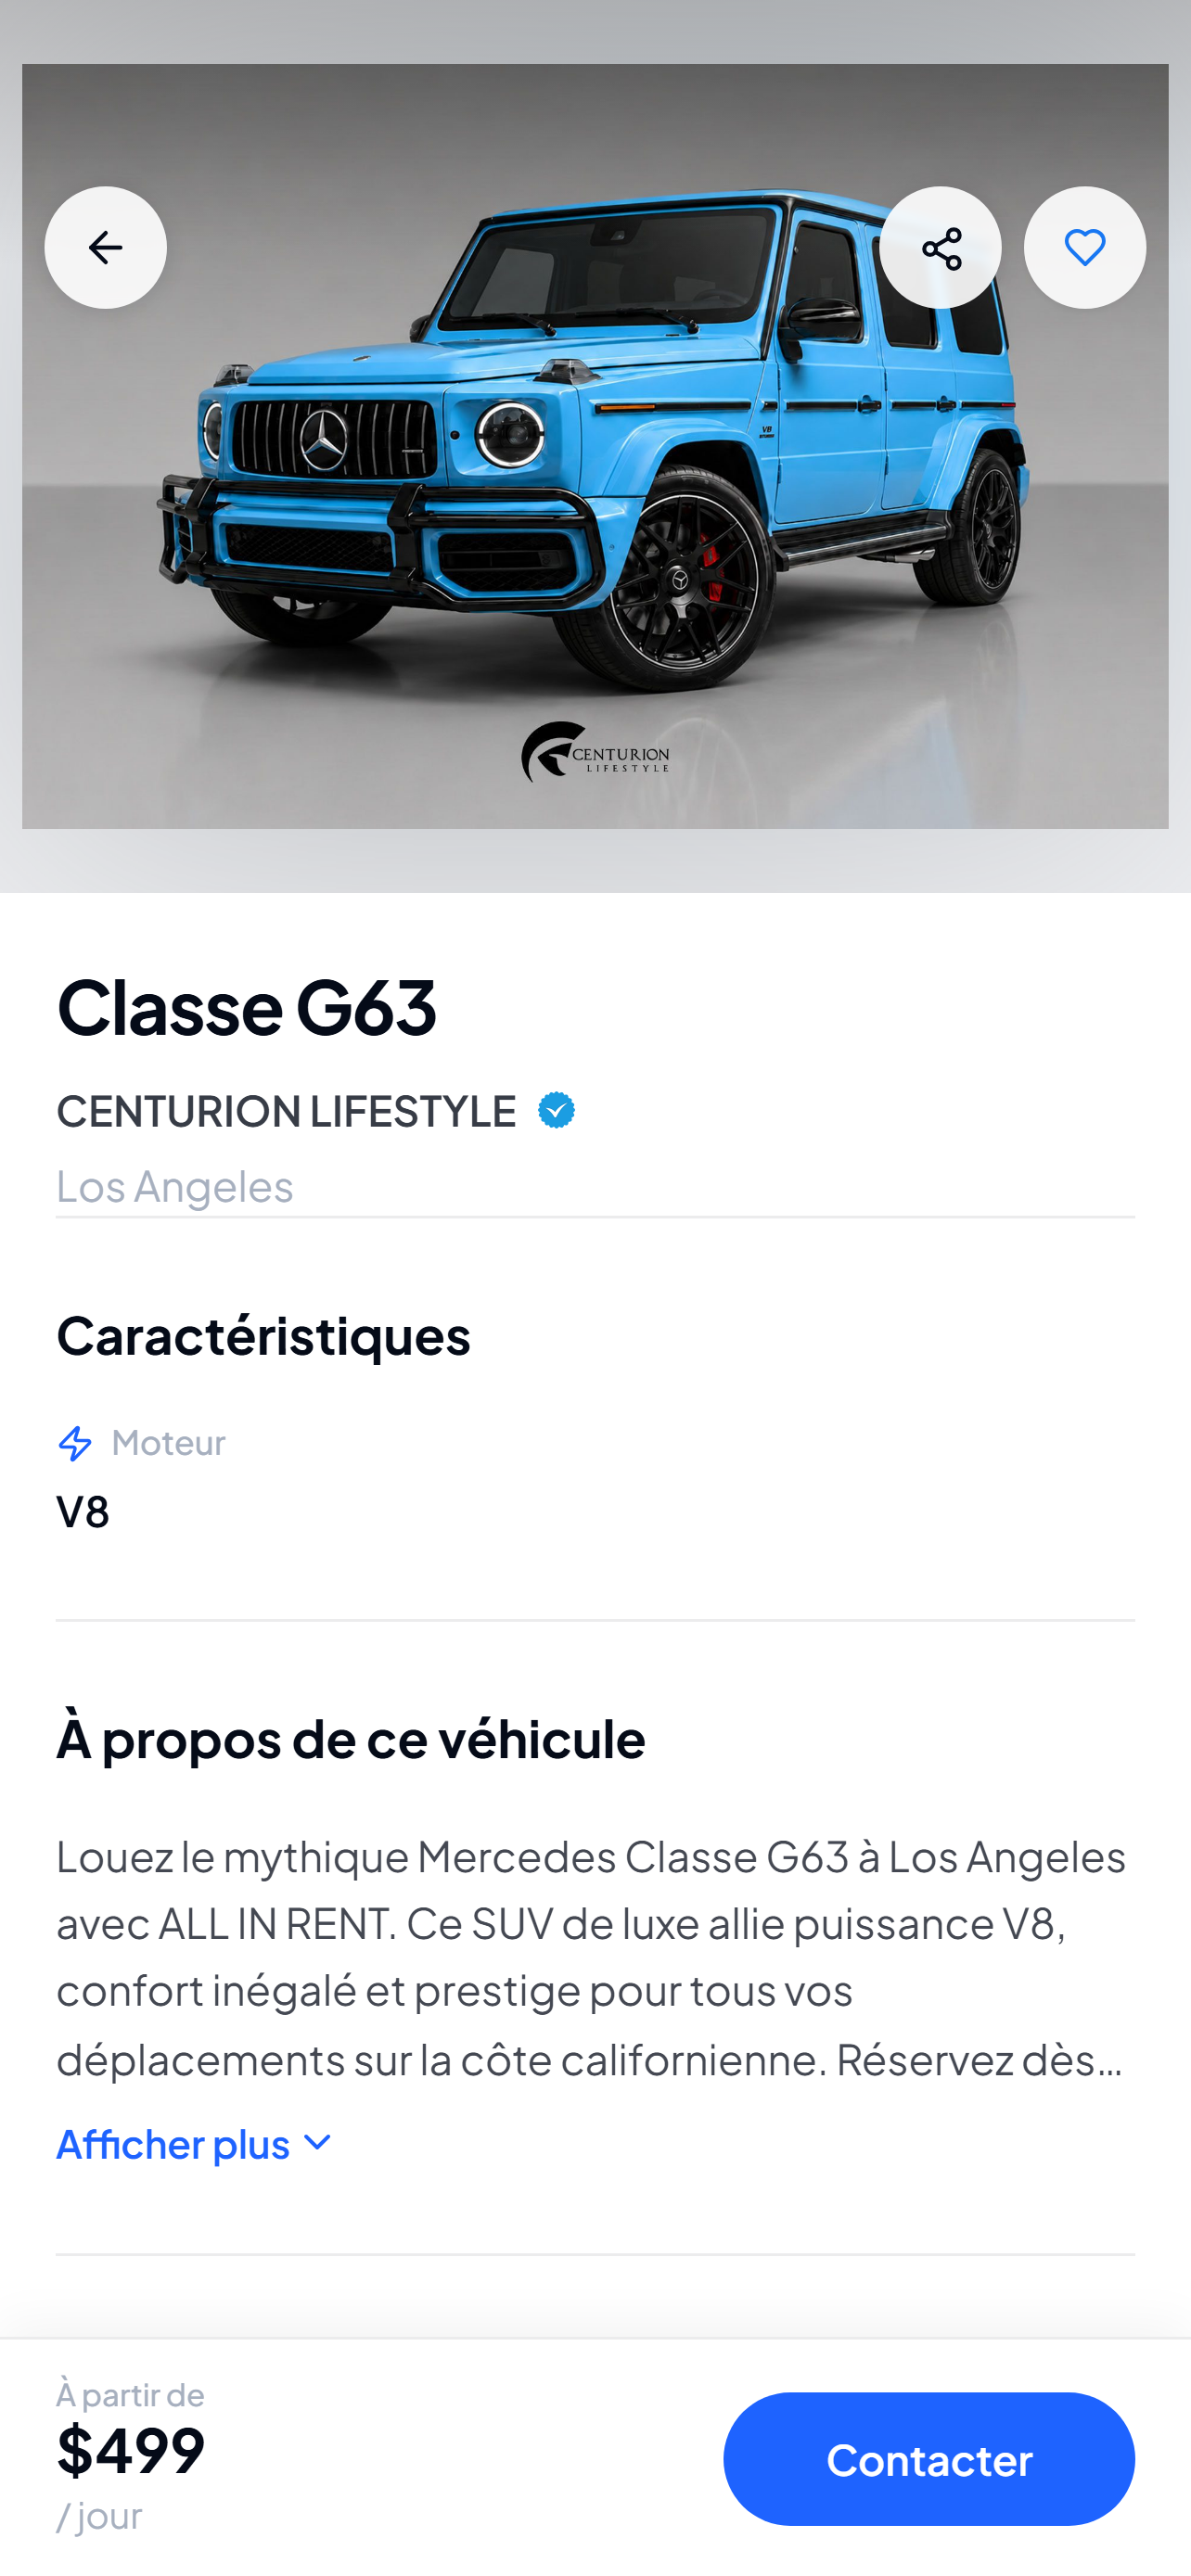 CENTURION
LIFESTYLE
Classe G63
CENTURION LIFESTYLE
Los Angeles
Caractéristiques
Moteur
V8
À propos de ce véhicule
Louez le mythique Mercedes Classe G63 à Los Angeles
avec ALL IN RENT. Ce SUV de luxe allie puissance V8,
confort inégalé et prestige pour tous vos
déplacements sur la côte californienne. Réservez dès...
Afficher plus
À partir de
$499
/ jour
Contacter